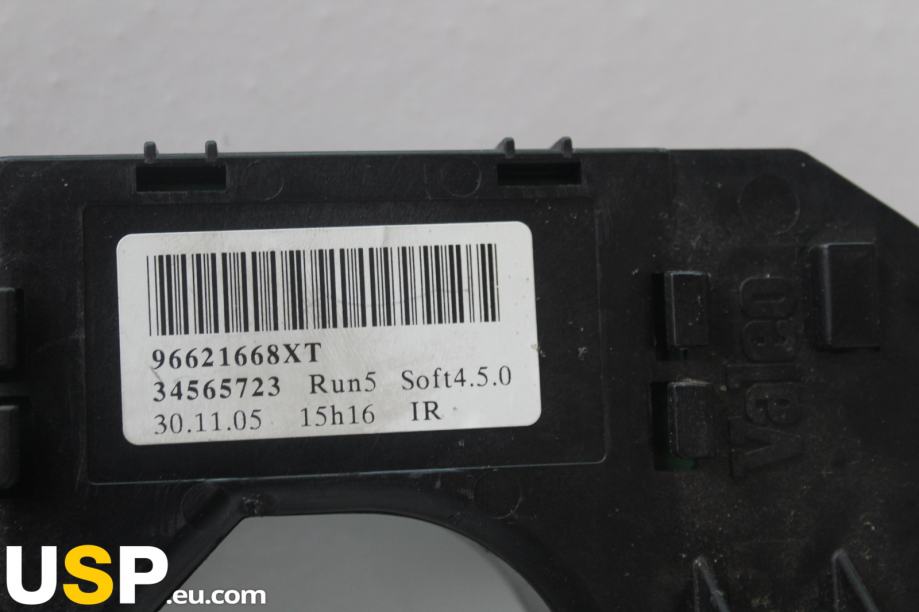 96621668XT
34565723 Run5 Soft4.5.0
30.11.05 15h16 IR
Valeo
USP.eu.com